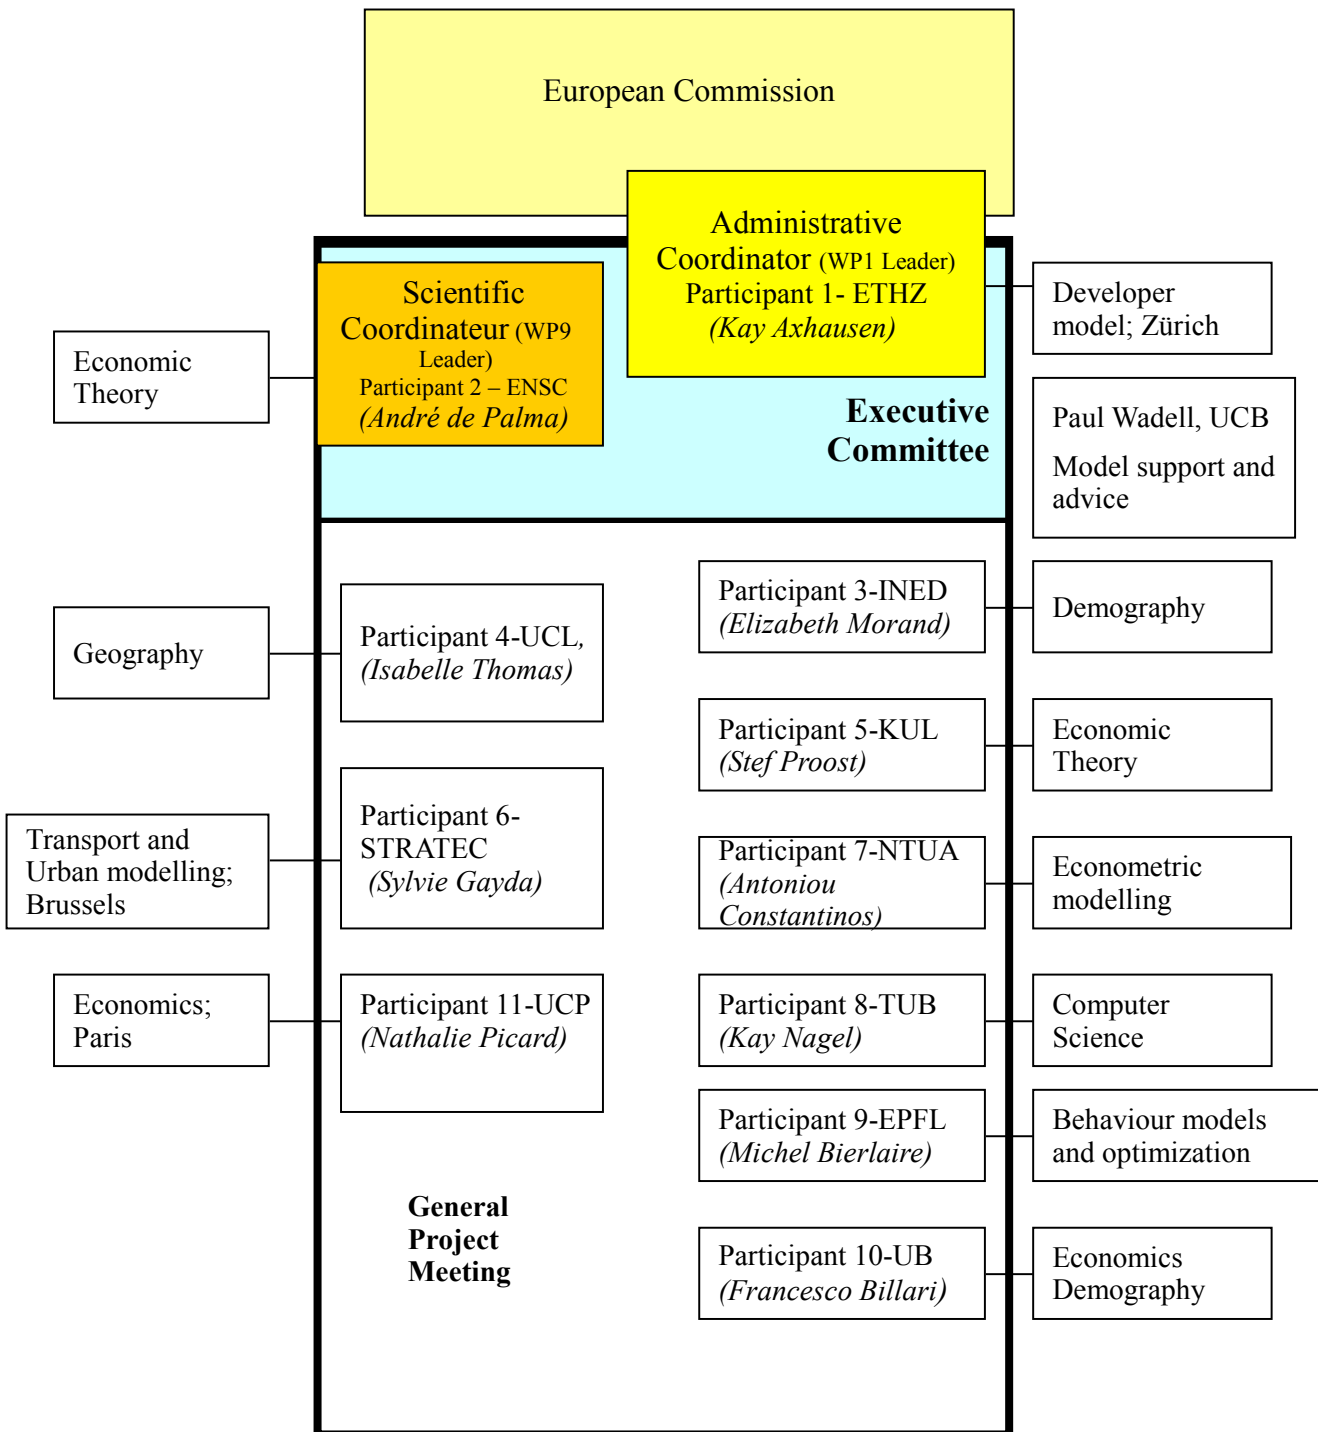 European Commission
Administrative
Coordinator (WP1 Leader)
Participant 1- ETHZ
(Kay Axhausen)
Scientific
Coordinateur (WP9
Leader)
Participant 2 – ENSC
(André de Palma)
Economic
Theory
Developer
model; Zürich
Executive
Committee
Paul Wadell, UCB
Model support and
advice
Geography
Participant 4-UCL,
(Isabelle Thomas)
Participant 3-INED
(Elizabeth Morand)
Demography
Participant 5-KUL
(Stef Proost)
Economic
Theory
Transport and
Urban modelling;
Brussels
Participant 6-
STRATEC
(Sylvie Gayda)
Participant 7-NTUA
(Antoniou
Constantinos)
Econometric
modelling
Economics;
Paris
Participant 11-UCP
(Nathalie Picard)
Participant 8-TUB
(Kay Nagel)
Computer
Science
Participant 9-EPFL
(Michel Bierlaire)
Behaviour models
and optimization
General
Project
Meeting
Participant 10-UB
(Francesco Billari)
Economics
Demography